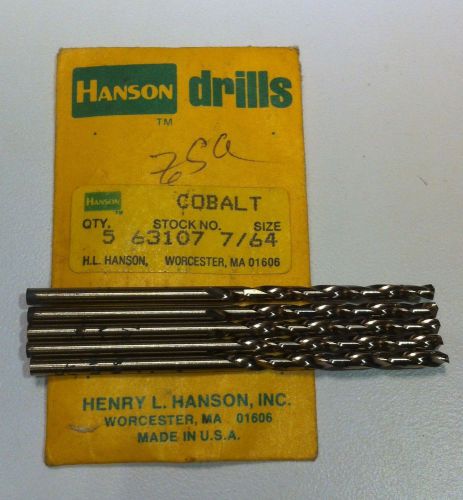 HANSON drills
TM
HANSON COBALT
TM
QTY. STOCK NO. SIZE
5 63107 7/64
H.L. HANSON, WORCESTER, MA 01606
HENRY L. HANSON, INC.
WORCESTER, MA 01606
MADE IN U.S.A.